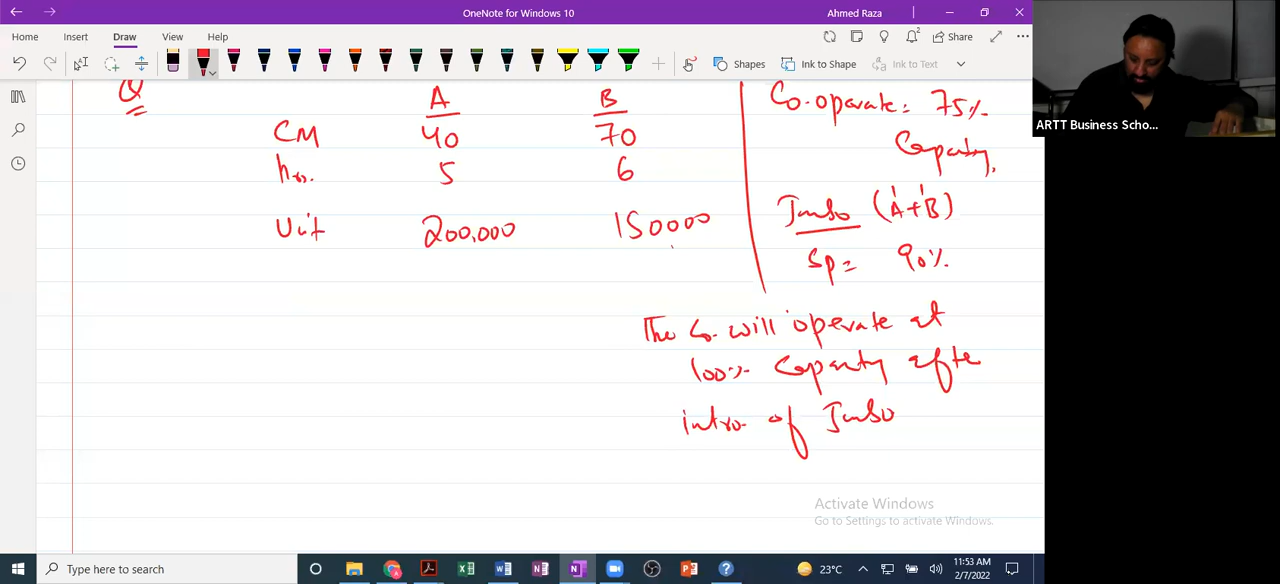 OneNote for Windows 10
Ahmed Raza
Home Insert Draw View Help
Share
Shapes Ink to Shape Ink to Text
ARTT Business Scho...
Q
A B
CM 40 70
hrs. 5 6
Unit 200,000 150000
Co. operate = 75%
Capacity.
Jumbo (A+B)
1 1
SP = 90%
The Co. will operate at
100% Capacity after
intro. of Jumbo
Activate Windows
Go to Settings to activate Windows.
Type here to search
23°C
11:53 AM
2/7/2022